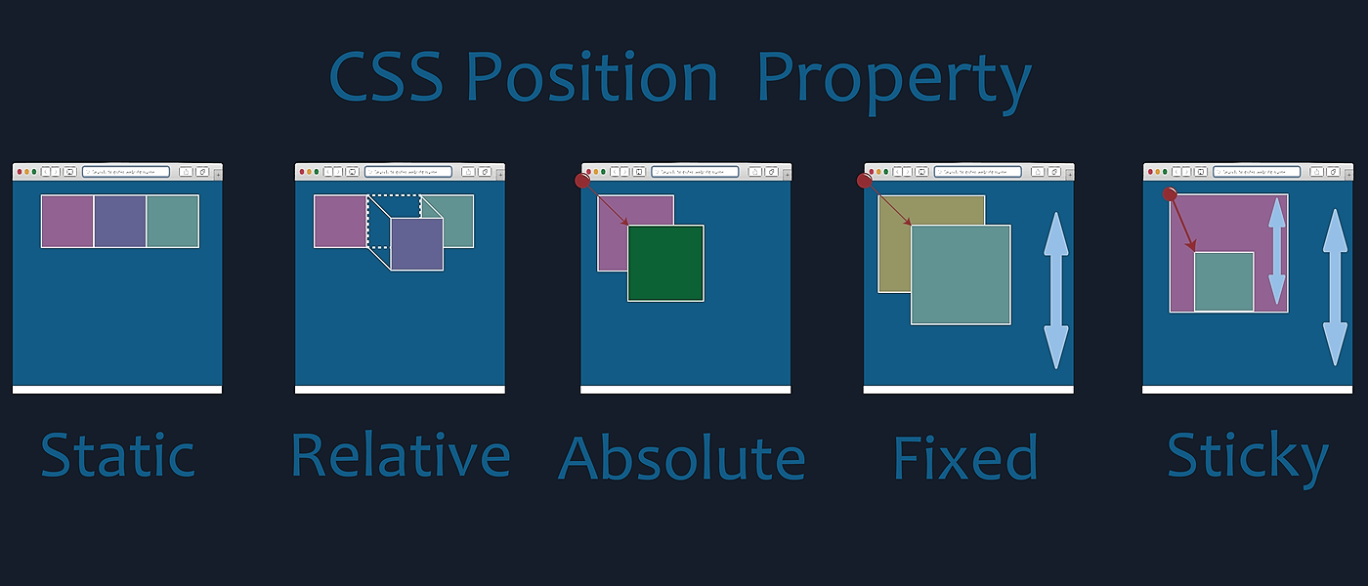 CSS Position Property
Static
Relative
Absolute
Fixed
Sticky